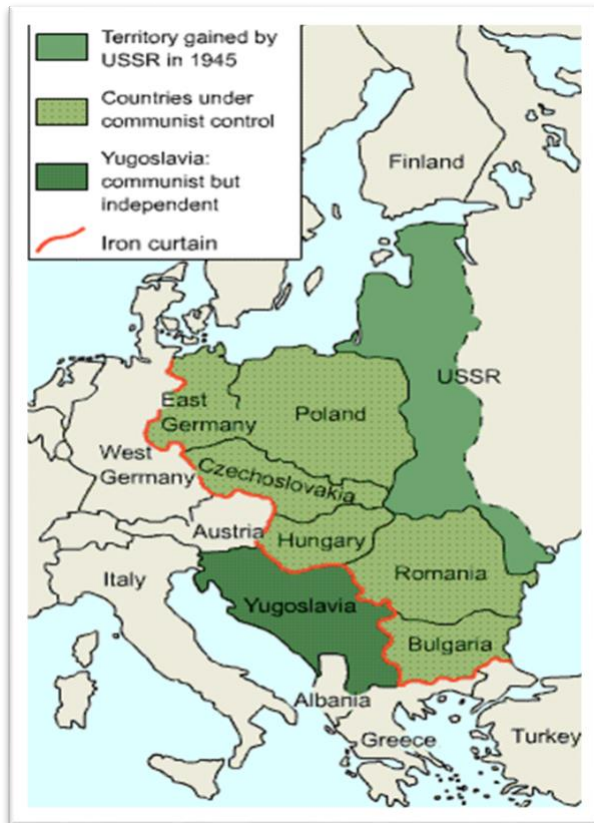 Territory gained by
USSR in 1945
Countries under
communist control
Yugoslavia:
communist but
independent
Iron curtain
Finland
USSR
East
Germany
Poland
West
Germany
Czechoslovakia
Austria
Hungary
Romania
Italy
Yugoslavia
Bulgaria
Albania
Greece
Turkey